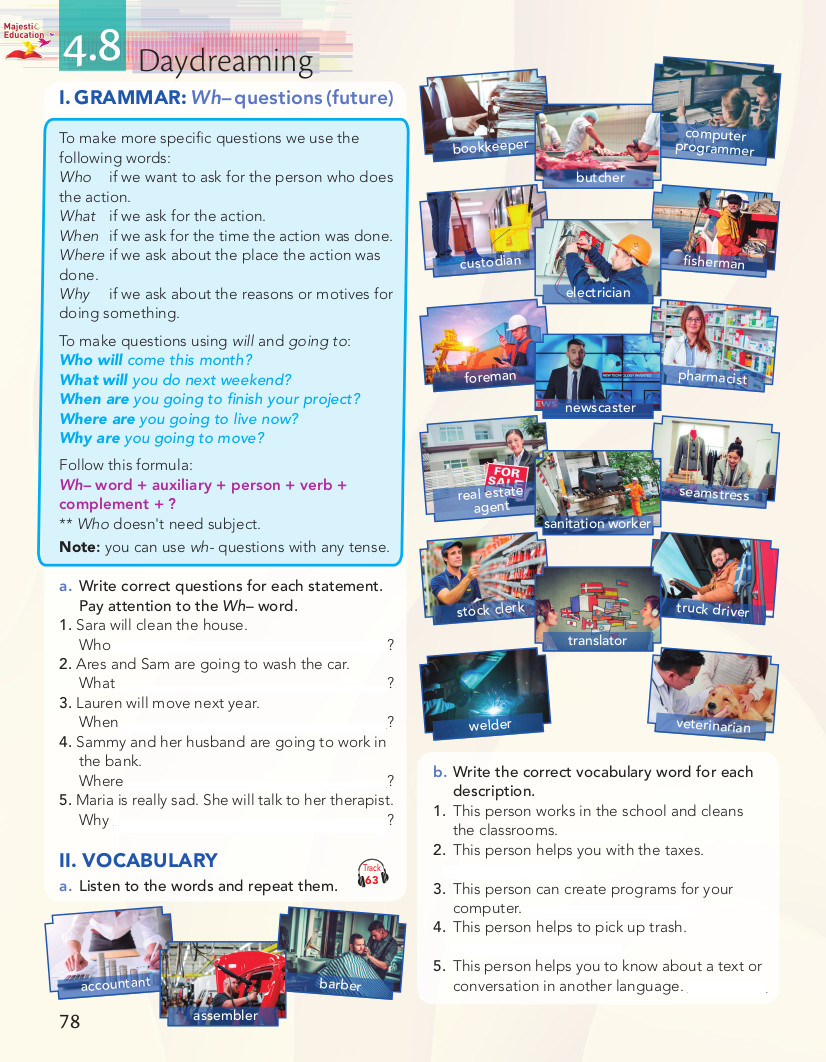 Majestic
Education
4.8 Daydreaming
I. GRAMMAR: Wh– questions (future)
To make more specific questions we use the
following words:
Who if we want to ask for the person who does
the action.
What if we ask for the action.
When if we ask for the time the action was done.
Where if we ask about the place the action was
done.
Why if we ask about the reasons or motives for
doing something.
To make questions using will and going to:
Who will come this month?
What will you do next weekend?
When are you going to finish your project?
Where are you going to live now?
Why are you going to move?
Follow this formula:
Wh– word + auxiliary + person + verb +
complement + ?
** Who doesn't need subject.
Note: you can use wh- questions with any tense.
a. Write correct questions for each statement.
Pay attention to the Wh– word.
1. Sara will clean the house.
Who ?
2. Ares and Sam are going to wash the car.
What ?
3. Lauren will move next year.
When ?
4. Sammy and her husband are going to work in
the bank.
Where ?
5. Maria is really sad. She will talk to her therapist.
Why ?
II. VOCABULARY
a. Listen to the words and repeat them.
Track
63
accountant
assembler
barber
78
bookkeeper
butcher
computer
programmer
custodian
electrician
fisherman
foreman
NEWS
newscaster
pharmacist
FOR
SALE
real estate
agent
sanitation worker
seamstress
stock clerk
translator
truck driver
welder
veterinarian
b. Write the correct vocabulary word for each
description.
1. This person works in the school and cleans
the classrooms.
2. This person helps you with the taxes.
3. This person can create programs for your
computer.
4. This person helps to pick up trash.
5. This person helps you to know about a text or
conversation in another language.